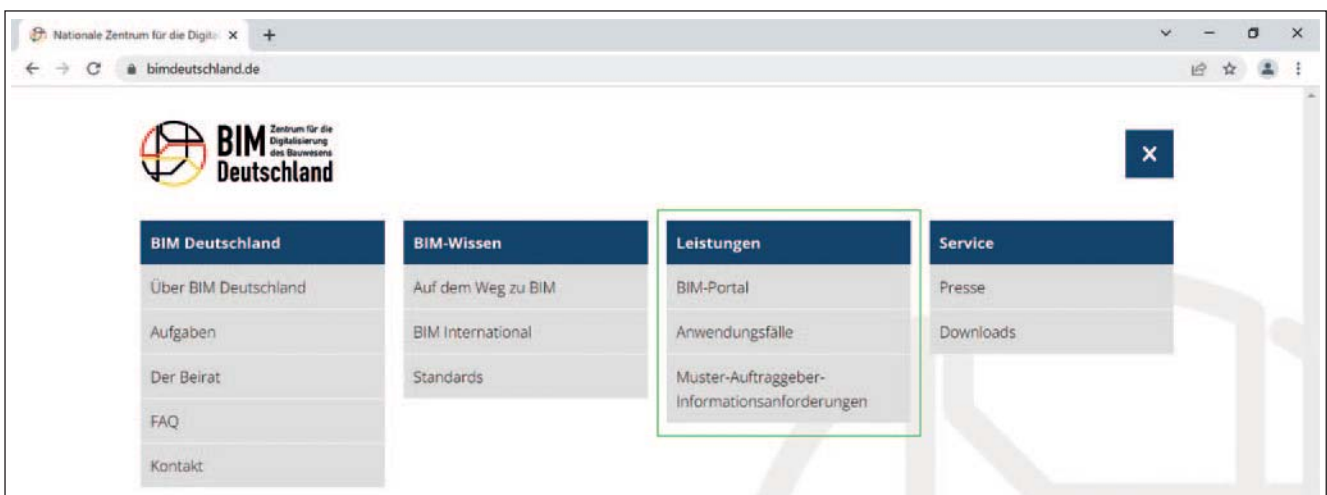 Nationale Zentrum für die Digita
bimdeutschland.de
BIM Zentrum für die
Digitalisierung
des Bauwesens
Deutschland
BIM Deutschland
Über BIM Deutschland
Aufgaben
Der Beirat
FAQ
Kontakt
BIM-Wissen
Auf dem Weg zu BIM
BIM International
Standards
Leistungen
BIM-Portal
Anwendungsfälle
Muster-Auftraggeber-
Informationsanforderungen
Service
Presse
Downloads